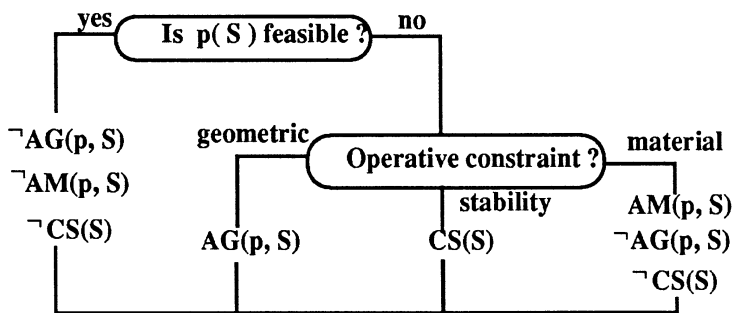 yes
Is p( S ) feasible ?
no
¬AG(p, S)
¬AM(p, S)
¬CS(S)
geometric
Operative constraint ?
material
stability
AG(p, S)
CS(S)
AM(p, S)
¬AG(p, S)
¬CS(S)